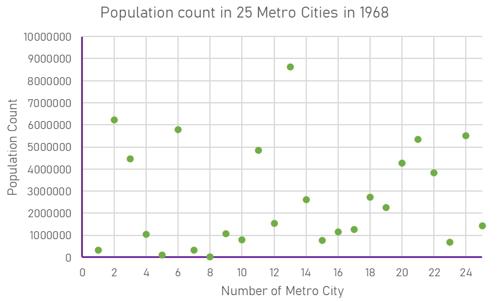 Population count in 25 Metro Cities in 1968
10000000
9000000
8000000
7000000
6000000
5000000
4000000
3000000
2000000
1000000
0
Population Count
0 2 4 6 8 10 12 14 16 18 20 22 24
Number of Metro City